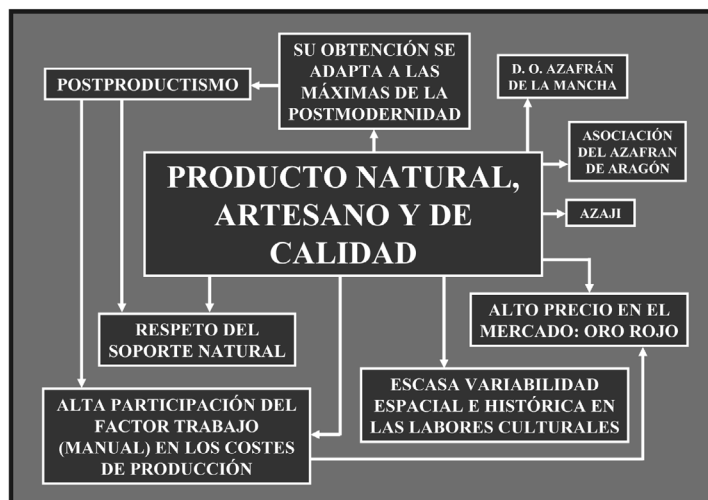 SU OBTENCIÓN SE
ADAPTA A LAS
MÁXIMAS DE LA
POSTMODERNIDAD
POSTPRODUCTISMO
D. O. AZAFRÁN
DE LA MANCHA
ASOCIACIÓN
DEL AZAFRAN
DE ARAGÓN
AZAJI
PRODUCTO NATURAL,
ARTESANO Y DE
CALIDAD
RESPETO DEL
SOPORTE NATURAL
ALTO PRECIO EN EL
MERCADO: ORO ROJO
ESCASA VARIABILIDAD
ESPACIAL E HISTÓRICA EN
LAS LABORES CULTURALES
ALTA PARTICIPACIÓN DEL
FACTOR TRABAJO
(MANUAL) EN LOS COSTES
DE PRODUCCIÓN